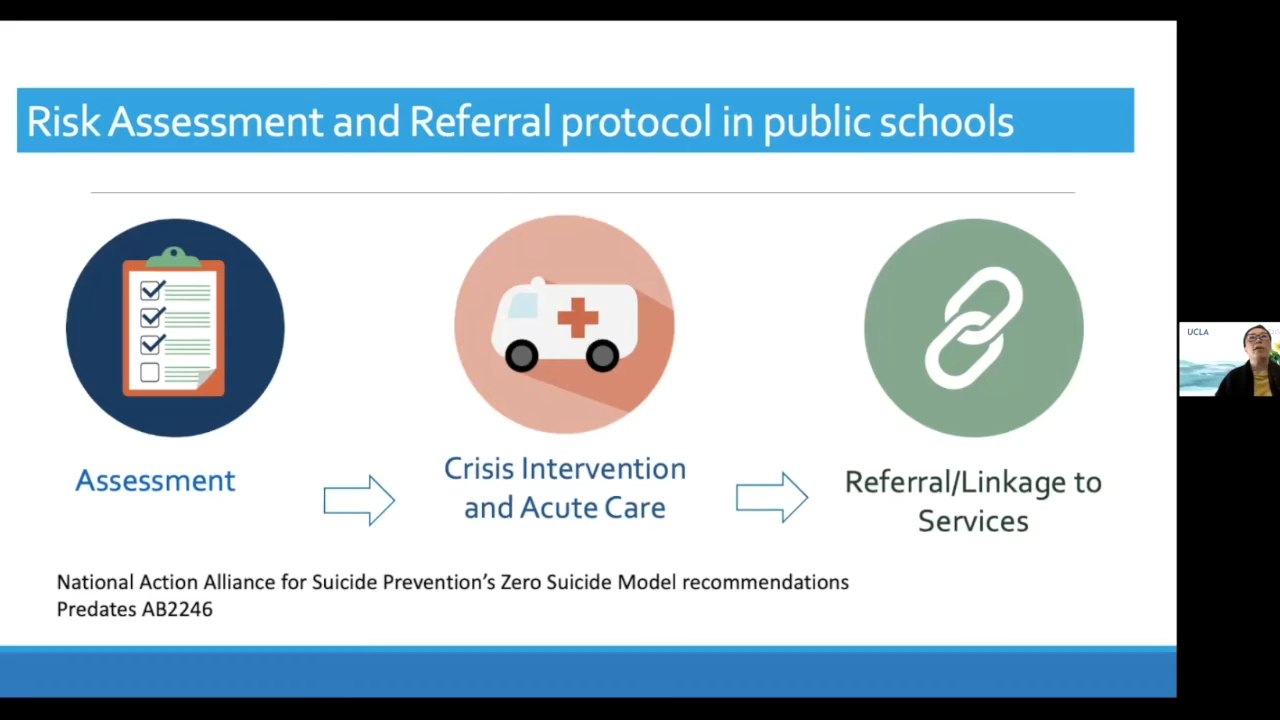 Risk Assessment and Referral protocol in public schools
Assessment
Crisis Intervention
and Acute Care
Referral/Linkage to
Services
National Action Alliance for Suicide Prevention's Zero Suicide Model recommendations
Predates AB2246
UCLA